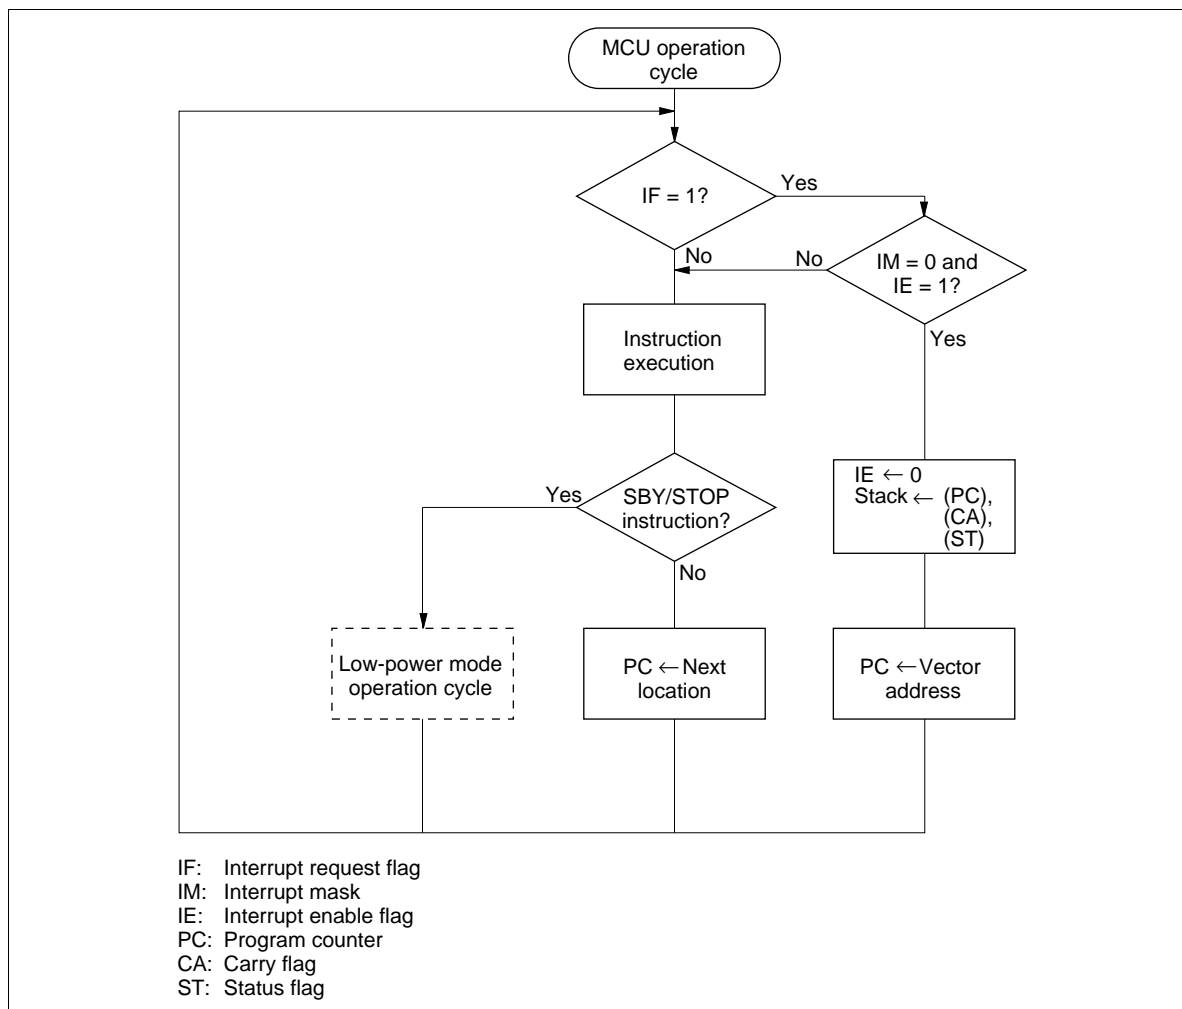 MCU operation
cycle
IF = 1?
Yes
No
No
IM = 0 and
IE = 1?
Yes
Instruction
execution
Yes
SBY/STOP
instruction?
No
IE ← 0
Stack ← (PC),
(CA),
(ST)
Low-power mode
operation cycle
PC ← Next
location
PC ← Vector
address
IF: Interrupt request flag
IM: Interrupt mask
IE: Interrupt enable flag
PC: Program counter
CA: Carry flag
ST: Status flag